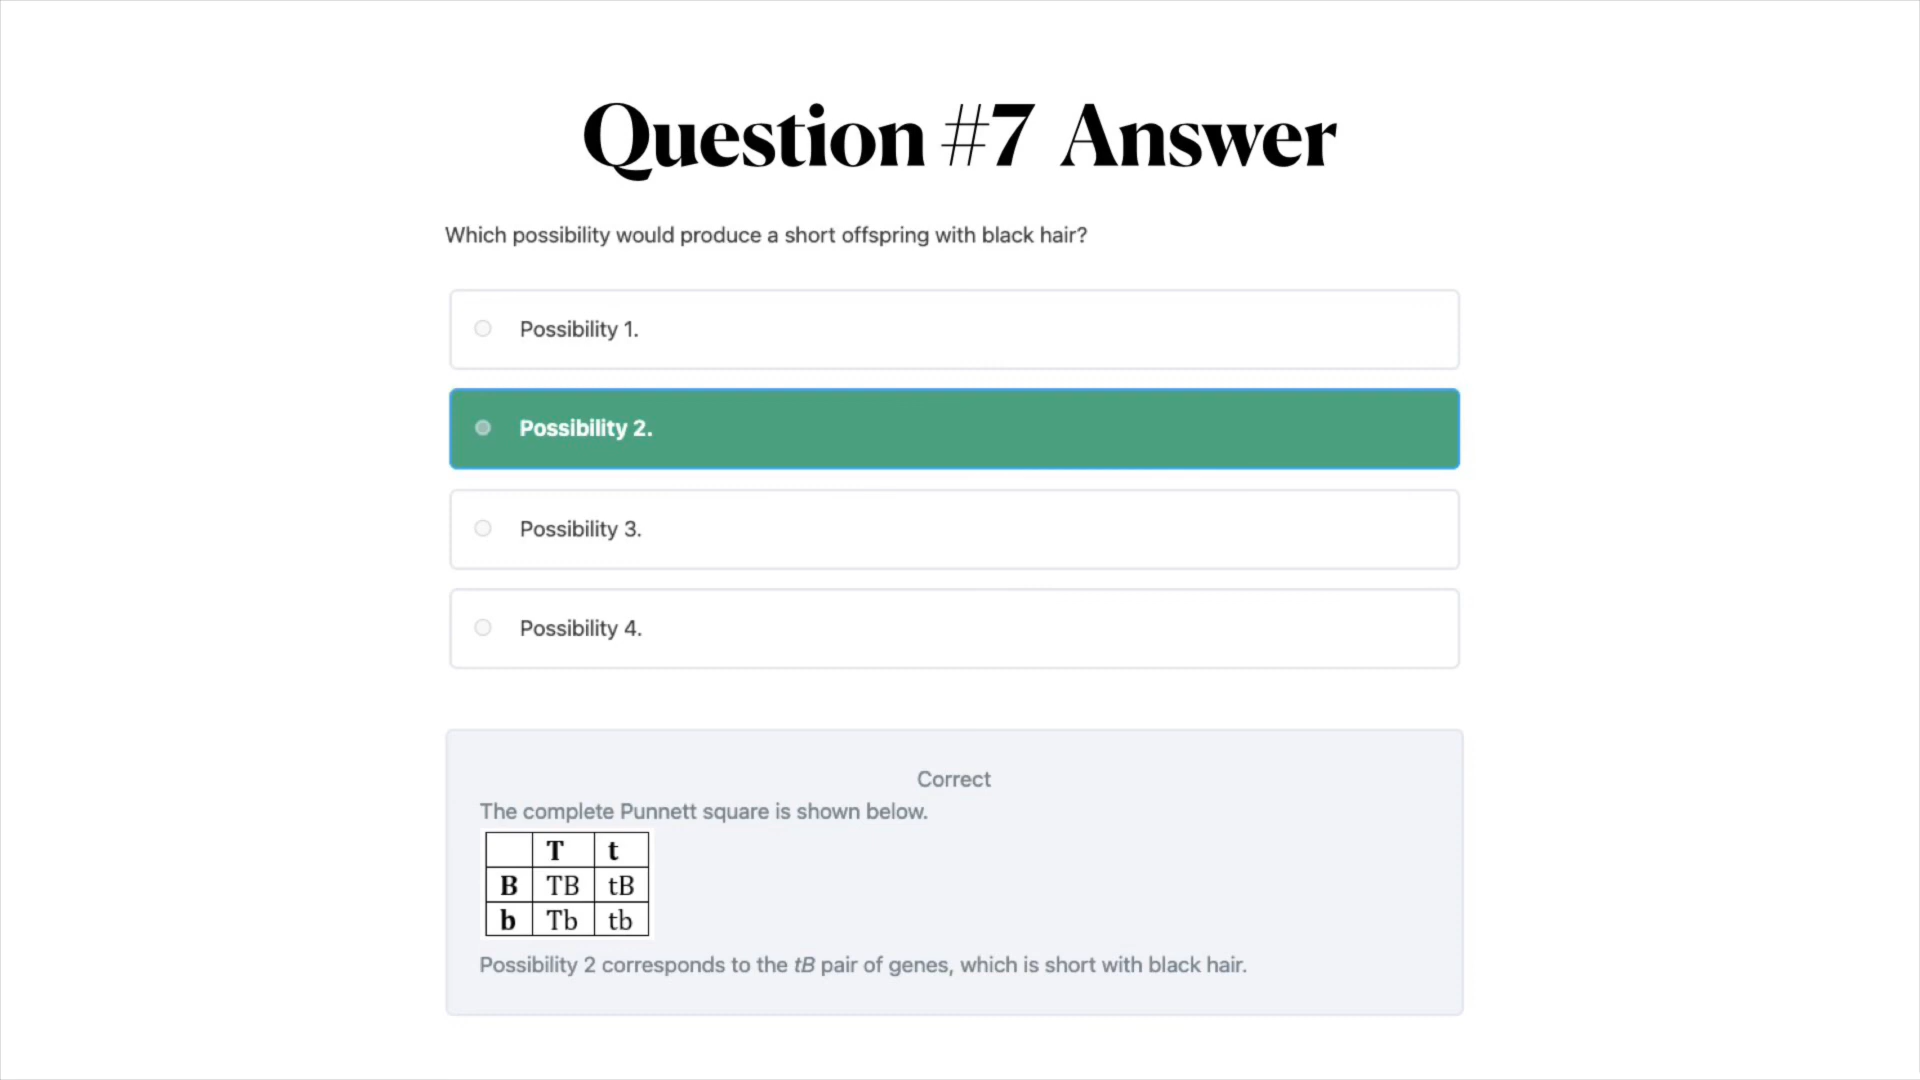 Question #7 Answer
Which possibility would produce a short offspring with black hair?
Possibility 1.
Possibility 2.
Possibility 3.
Possibility 4.
Correct
The complete Punnett square is shown below.
T t
B TB tB
b Tb tb
Possibility 2 corresponds to the tB pair of genes, which is short with black hair.